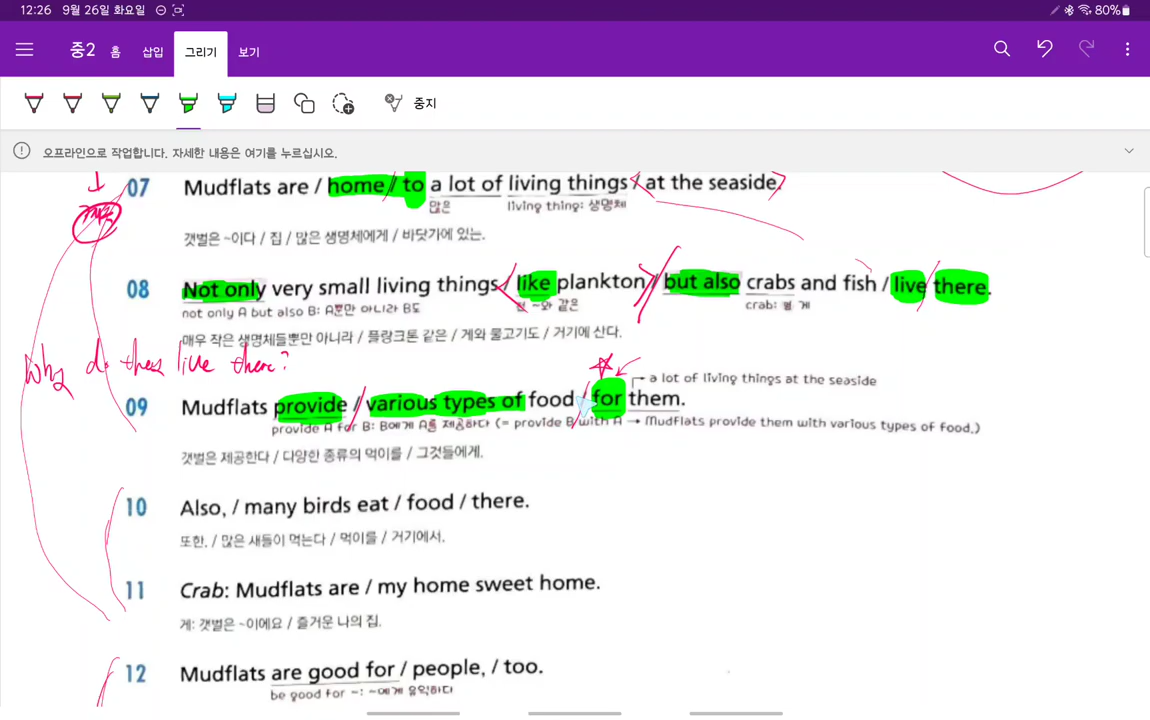 12:26 9월 26일 화요일 80%
중2 홈 삽입 그리기 보기
중지
오프라인으로 작업합니다. 자세한 내용은 여기를 누르십시오.
07 Mudflats are / home / to a lot of living things / at the seaside.
많은 living thing: 생명체
갯벌은 ~이다 / 집 / 많은 생명체에게 / 바닷가에 있는.
08 Not only very small living things / like plankton / but also crabs and fish / live there.
not only A but also B: A뿐만 아니라 B도 전 ~와 같은 crab: 명 게
매우 작은 생명체들뿐만 아니라 / 플랑크톤 같은 / 게와 물고기도 / 거기에 산다.
Why do these live there?
a lot of living things at the seaside
09 Mudflats provide / various types of food / for them.
provide A for B: B에게 A를 제공하다 (= provide B with A → Mudflats provide them with various types of food.)
갯벌은 제공한다 / 다양한 종류의 먹이를 / 그것들에게.
10 Also, / many birds eat / food / there.
또한, / 많은 새들이 먹는다 / 먹이를 / 거기에서.
11 Crab: Mudflats are / my home sweet home.
게: 갯벌은 ~이에요 / 즐거운 나의 집.
12 Mudflats are good for / people, / too.
be good for ~: ~에게 유익하다